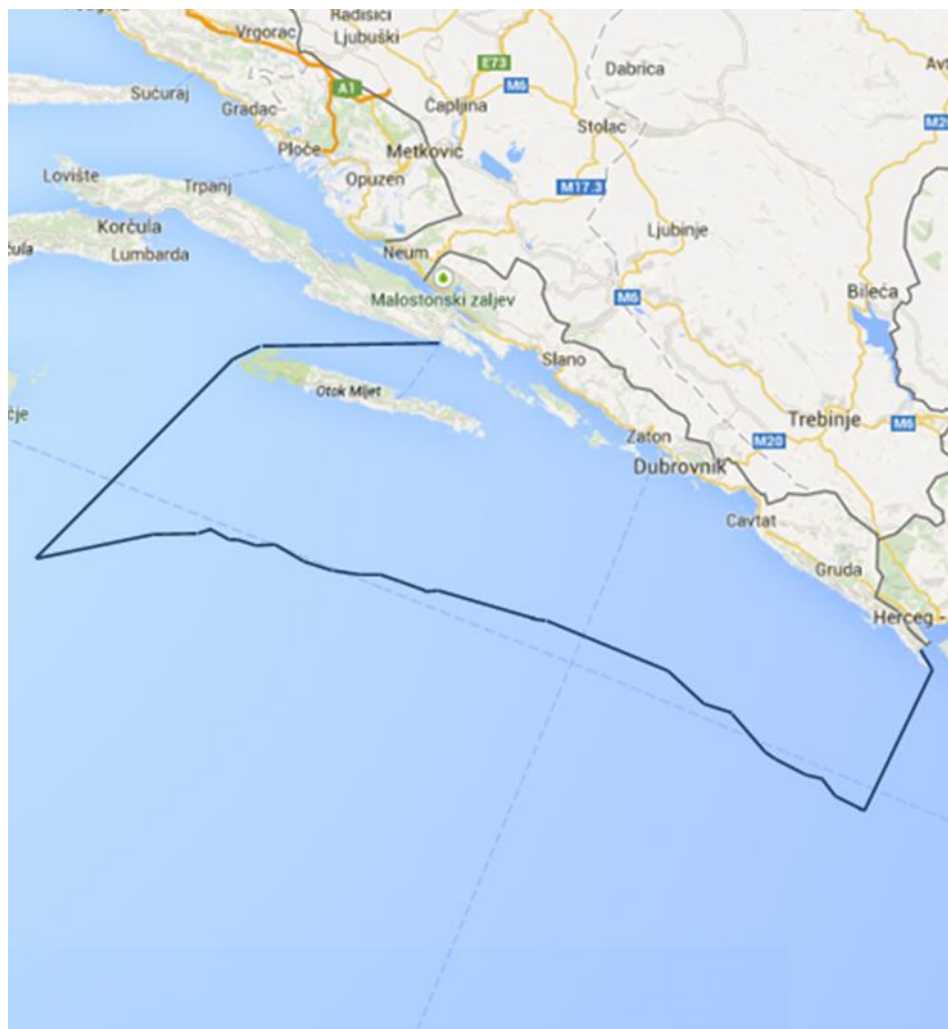 Radišići
Vrgorac
Ljubuški
E73
Dabrica
A1
M6
Sućuraj
Gradac
Čapljina
Stolac
Ploče
Metković
Lovište
Opuzen
M17.3
Trpanj
Korčula
Ljubinje
Lumbarda
Neum
Bileća
M6
Malostonski zaljev
Slano
Otok Mljet
Trebinje
M6
Zaton
M20
Dubrovnik
Cavtat
Gruda
Herceg -